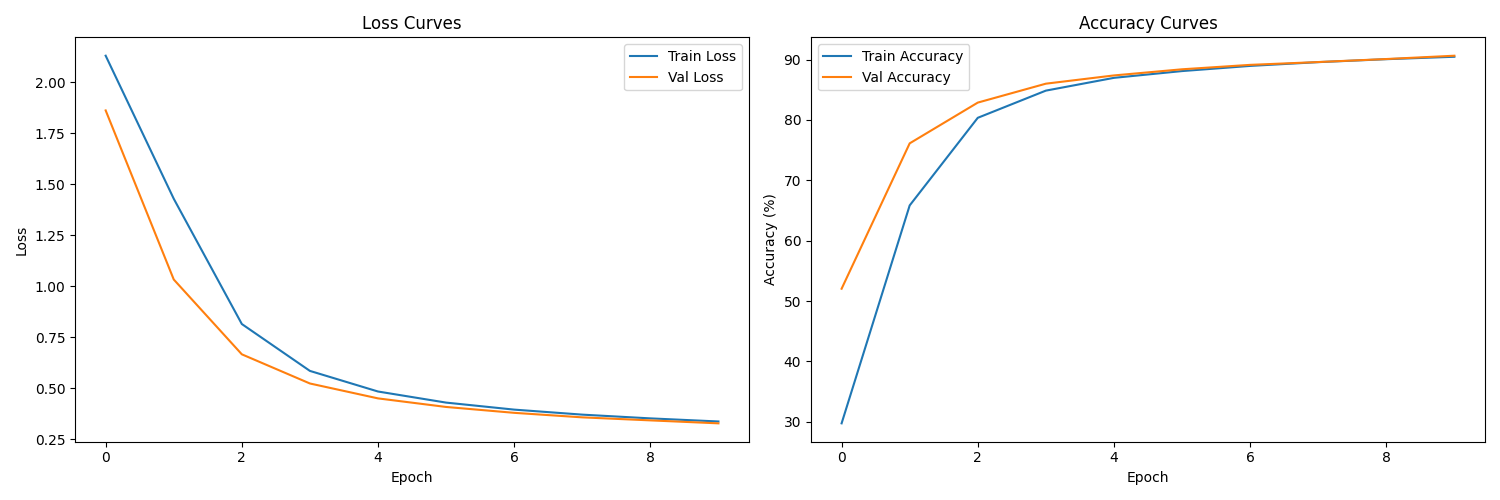 Loss Curves
Train Loss
Val Loss
2.00
1.75
1.50
1.25
1.00
0.75
0.50
0.25
Loss
0 2 4 6 8
Epoch
Accuracy Curves
Train Accuracy
Val Accuracy
90
80
70
60
50
40
30
Accuracy (%)
0 2 4 6 8
Epoch